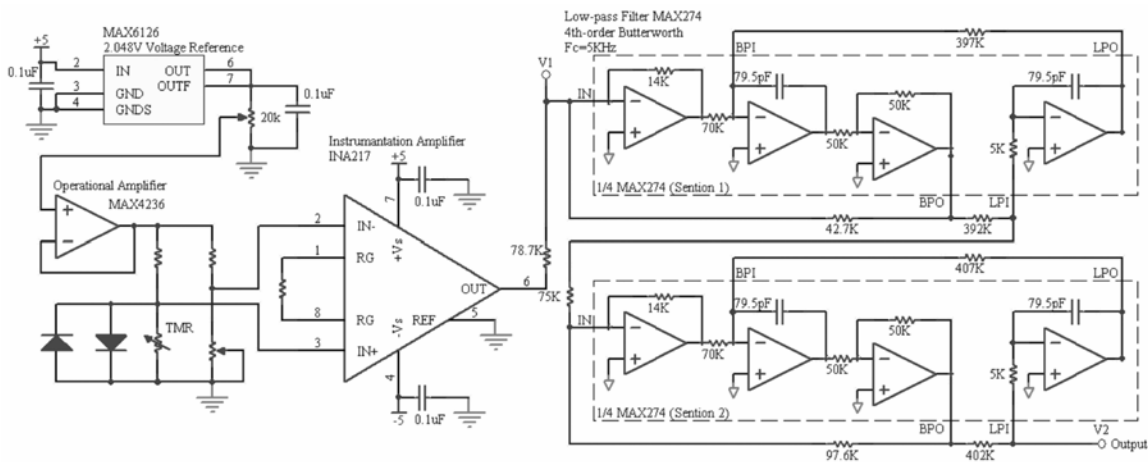 +5
0.1uF
MAX6126
2.048V Voltage Reference
2
3
4
IN
GND
GNDS
OUT
OUTF
6
7
0.1uF
20k
Operational Amplifier
MAX4236
+
−
TMR
Instrumantation Amplifier
INA217
+5
0.1uF
7
+Vs
2
IN-
1
RG
8
RG
3
IN+
OUT
6
REF
5
-Vs
4
-5
0.1uF
V1
78.7K
75K
Low-pass Filter MAX274
4th-order Butterworth
Fc=5KHz
BPI
397K
LPO
IN
14K
79.5pF
50K
79.5pF
−
+
70K
−
+
50K
−
+
5K
−
+
1/4 MAX274 (Sention 1)
BPO
LPI
42.7K
392K
407K
BPI
LPO
IN
14K
79.5pF
50K
79.5pF
−
+
70K
−
+
50K
−
+
5K
−
+
1/4 MAX274 (Sention 2)
BPO
LPI
97.6K
402K
V2
Output